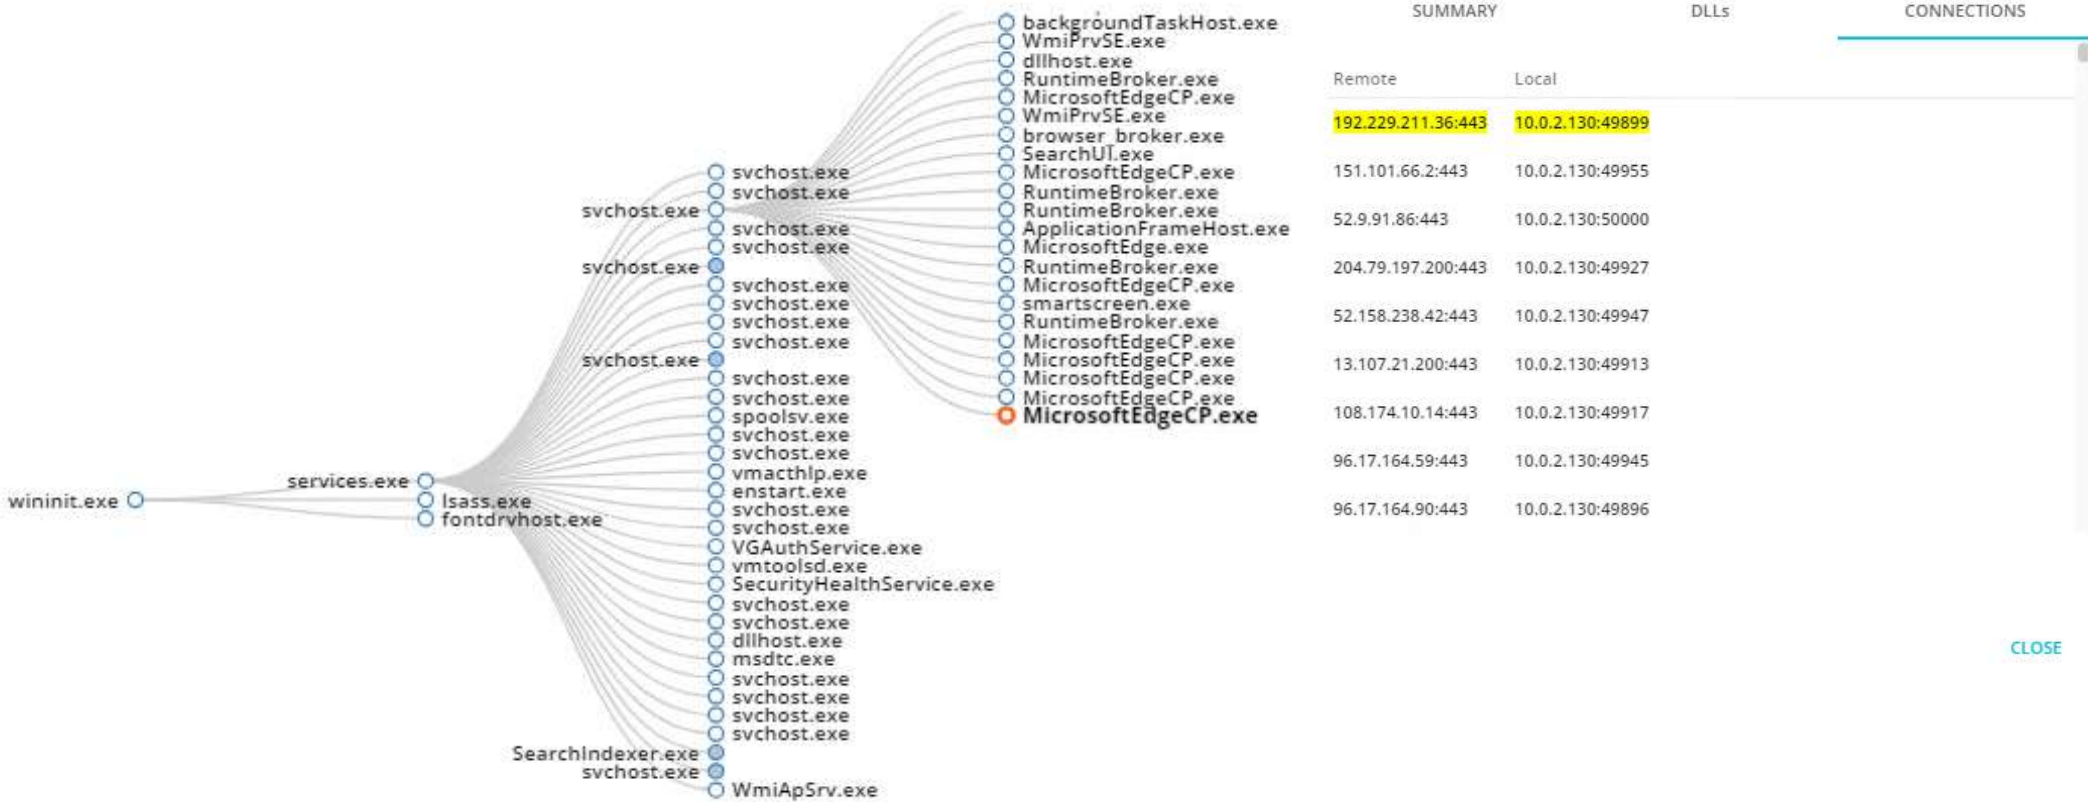 backgroundTaskHost.exe
WmiPrvSE.exe
dllhost.exe
RuntimeBroker.exe
MicrosoftEdgeCP.exe
WmiPrvSE.exe
browser_broker.exe
SearchUI.exe
MicrosoftEdgeCP.exe
RuntimeBroker.exe
RuntimeBroker.exe
ApplicationFrameHost.exe
MicrosoftEdge.exe
RuntimeBroker.exe
MicrosoftEdgeCP.exe
smartscreen.exe
RuntimeBroker.exe
MicrosoftEdgeCP.exe
MicrosoftEdgeCP.exe
MicrosoftEdgeCP.exe
MicrosoftEdgeCP.exe
MicrosoftEdgeCP.exe
svchost.exe
svchost.exe
svchost.exe
svchost.exe
svchost.exe
svchost.exe
svchost.exe
svchost.exe
svchost.exe
svchost.exe
svchost.exe
svchost.exe
svchost.exe
spoolsv.exe
svchost.exe
svchost.exe
vmacthlp.exe
enstart.exe
svchost.exe
svchost.exe
VGAuthService.exe
vmtoolsd.exe
SecurityHealthService.exe
svchost.exe
svchost.exe
dllhost.exe
msdtc.exe
svchost.exe
svchost.exe
svchost.exe
svchost.exe
SearchIndexer.exe
svchost.exe
WmiApSrv.exe
services.exe
lsass.exe
fontdrvhost.exe
wininit.exe
SUMMARY DLLs CONNECTIONS
Remote Local
192.229.211.36:443 10.0.2.130:49899
151.101.66.2:443 10.0.2.130:49955
52.9.91.86:443 10.0.2.130:50000
204.79.197.200:443 10.0.2.130:49927
52.158.238.42:443 10.0.2.130:49947
13.107.21.200:443 10.0.2.130:49913
108.174.10.14:443 10.0.2.130:49917
96.17.164.59:443 10.0.2.130:49945
96.17.164.90:443 10.0.2.130:49896
CLOSE